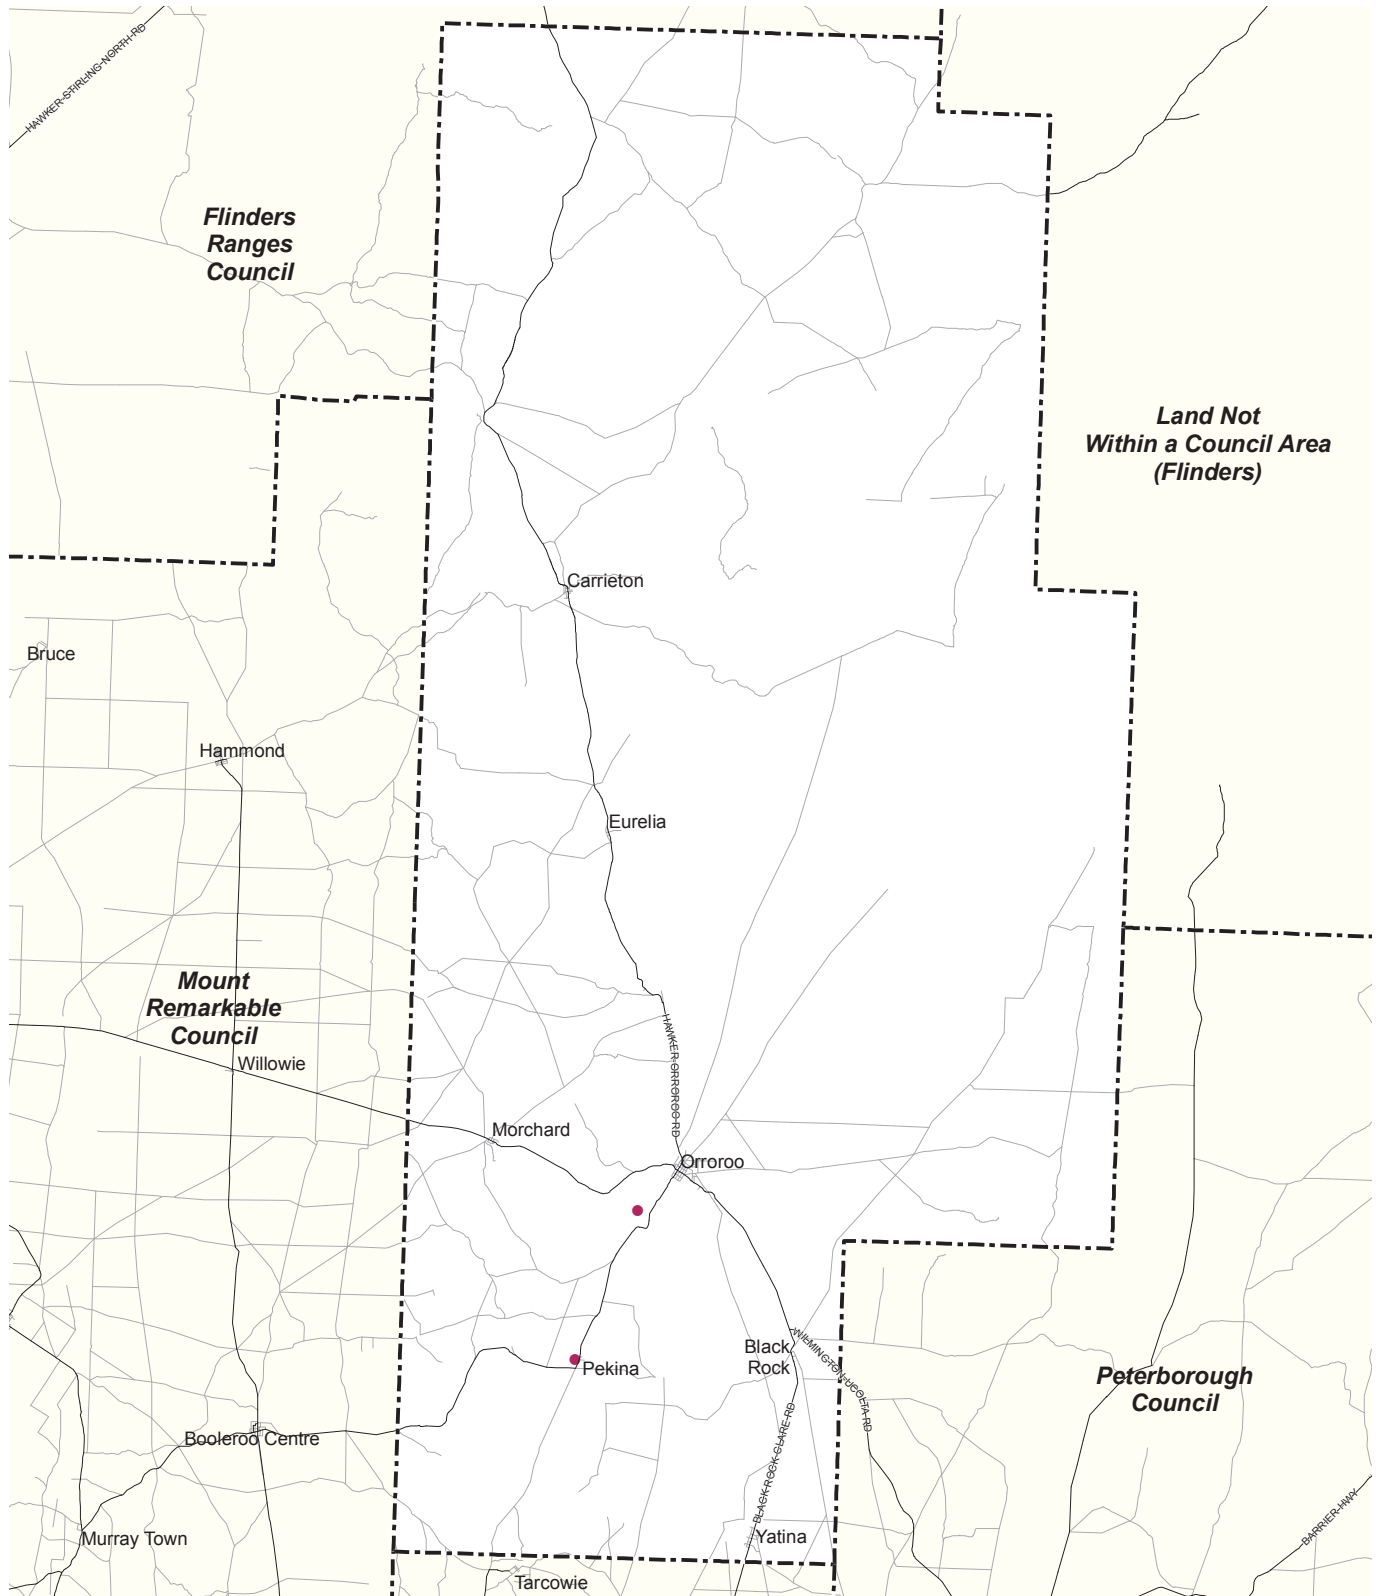 HAWKER-STIRLING-NORTH-RD
Flinders
Ranges
Council
Land Not
Within a Council Area
(Flinders)
Carrieton
Bruce
Hammond
Eurelia
Mount
Remarkable
Council
HAWKER-ORROROO-RD
Willowie
Morchard
Orroroo
WILMINGTON-UCOLTA-RD
Black
Rock
Pekina
Peterborough
Council
BLACK-ROCK-CLARE-RD
Booleroo Centre
BARRIER-HWY
Murray Town
Yatina
Tarcowie